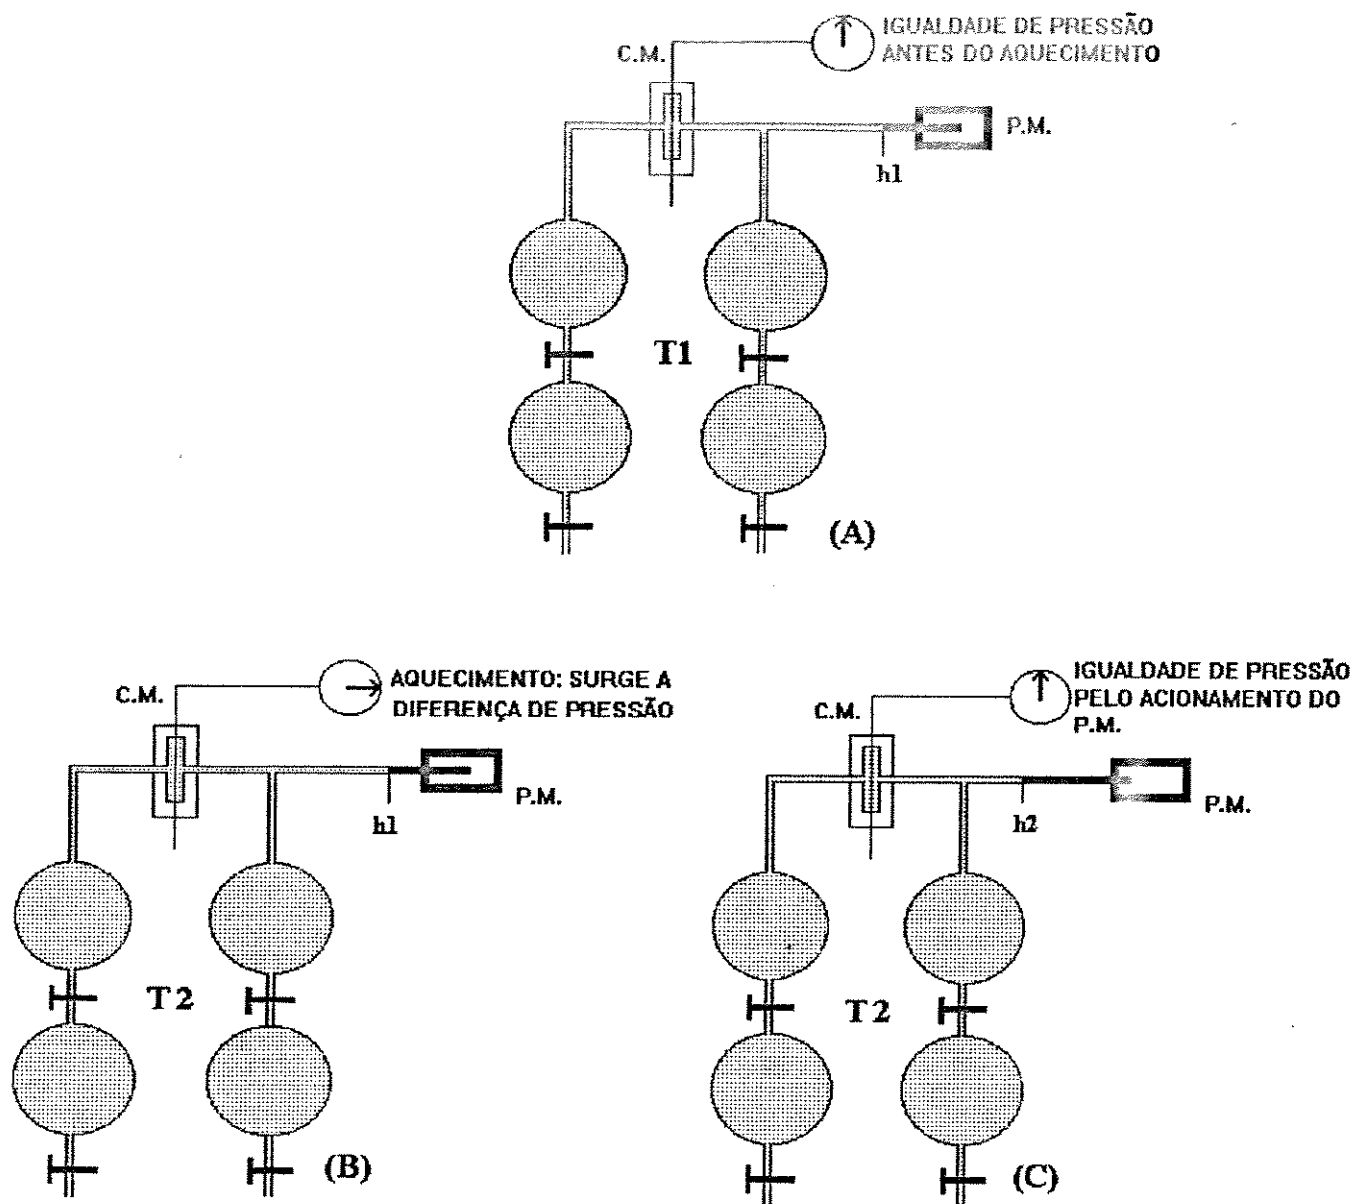 IGUALDADE DE PRESSÃO
ANTES DO AQUECIMENTO
C.M.
P.M.
h1
T1
(A)
AQUECIMENTO: SURGE A
DIFERENÇA DE PRESSÃO
C.M.
P.M.
h1
T2
(B)
IGUALDADE DE PRESSÃO
PELO ACIONAMENTO DO
P.M.
C.M.
P.M.
h2
T2
(C)